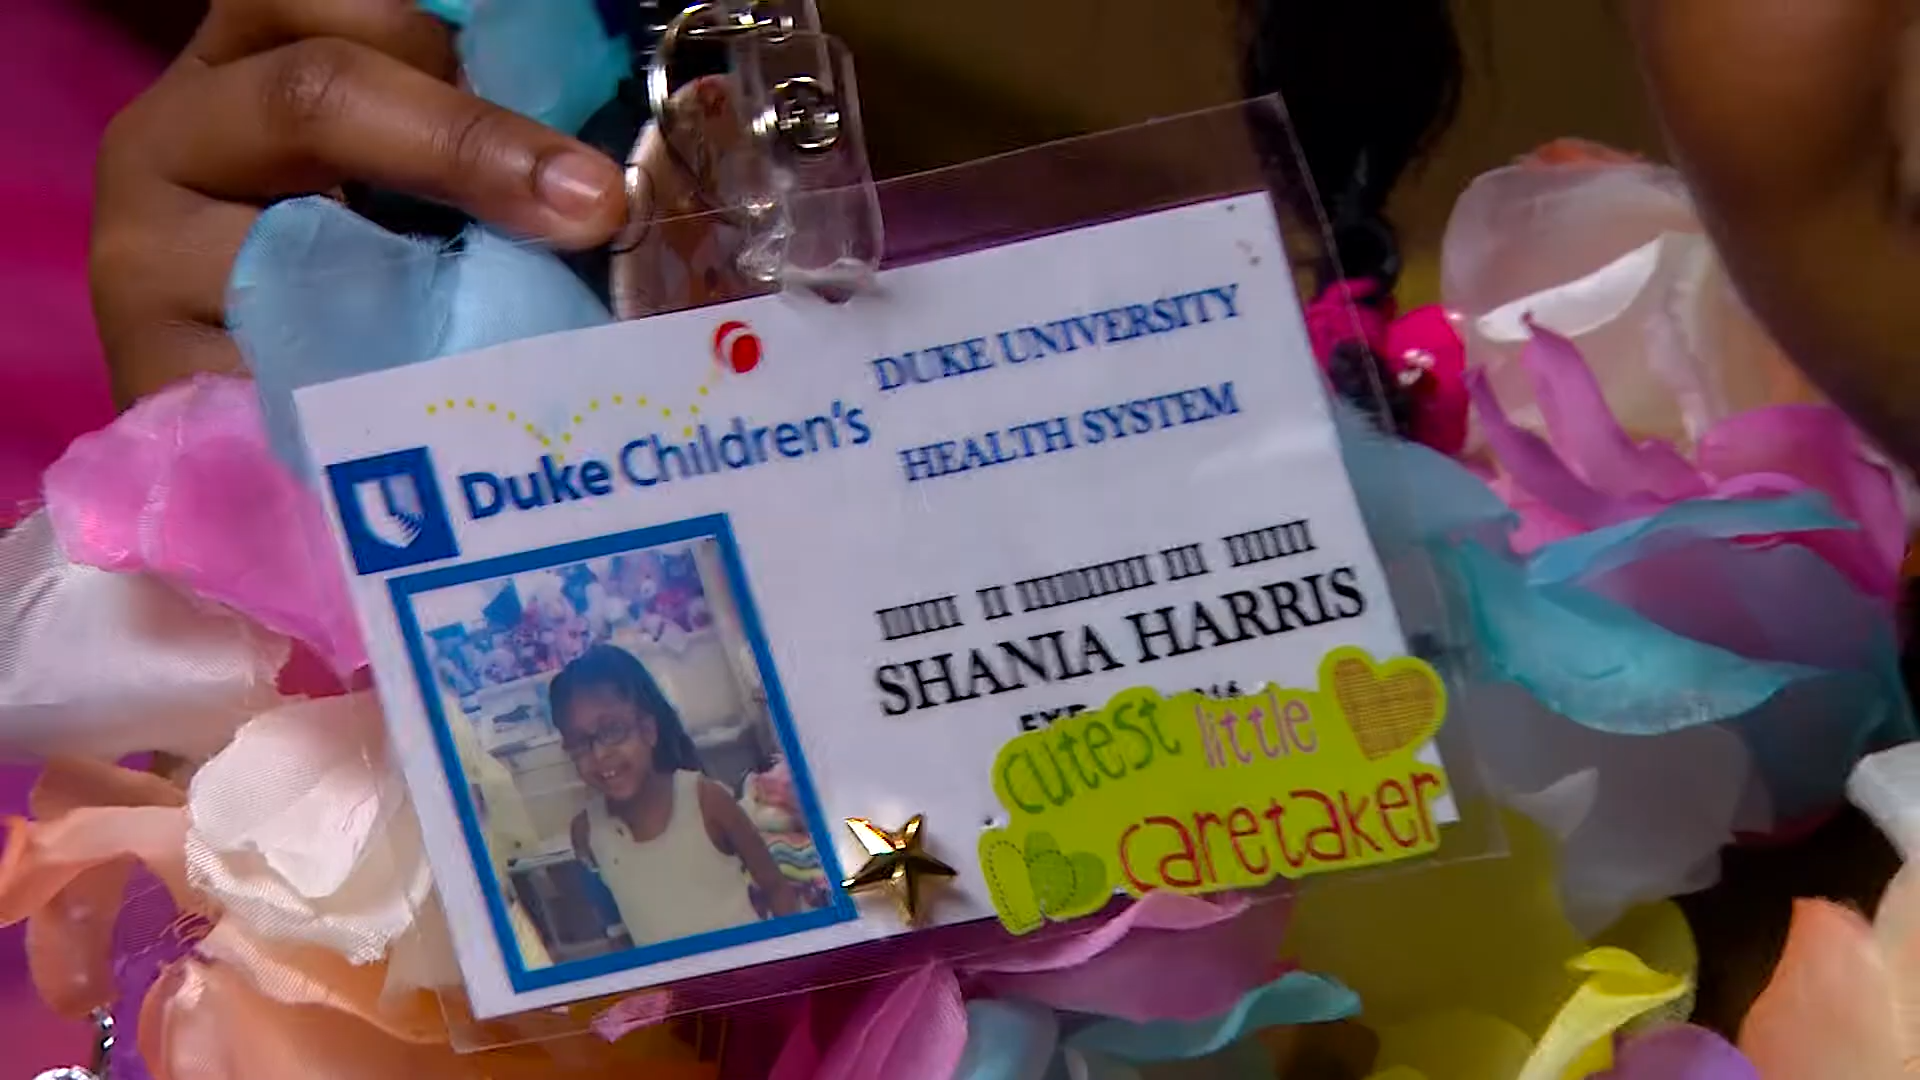 Duke Children's
DUKE UNIVERSITY
HEALTH SYSTEM
SHANIA HARRIS
cutest little
caretaker